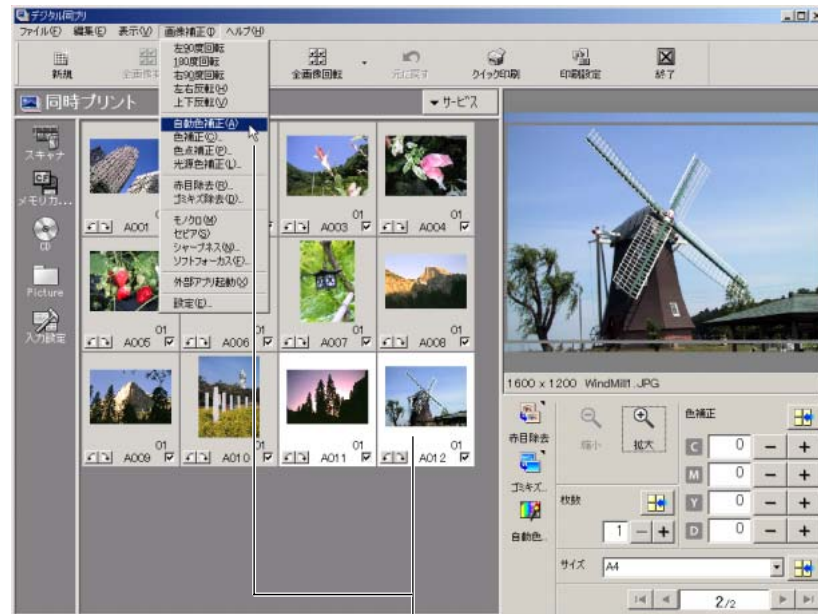 デジタル同プリ
ファイル(F) 編集(E) 表示(V) 画像補正(I) ヘルプ(H)
新規
全画像回転
元に戻す
クイック印刷
印刷設定
終了
左90度回転
180度回転
右90度回転
左右反転(H)
上下反転(V)
自動色補正(A)
色補正(C)...
色点補正(P)...
光源色補正(L)...
赤目除去(R)...
ゴミキズ除去(D)...
モノクロ(M)
セピア(S)
シャープネス(N)...
ソフトフォーカス(F)...
外部アプリ起動(X)
設定(E)...
同時プリント
サービス
スキャナ
CF
メモリカ...
CD
Picture
入力設定
A001
01
A003
01
A004
01
A005
01
A006
01
A007
01
A008
01
A009
01
A010
01
A011
01
A012
1600 x 1200 WindMill1.JPG
赤目除去
ゴミキズ...
自動色...
縮小
拡大
枚数
1 - +
色補正
C 0 - +
M 0 - +
Y 0 - +
D 0 - +
サイズ A4
2/2